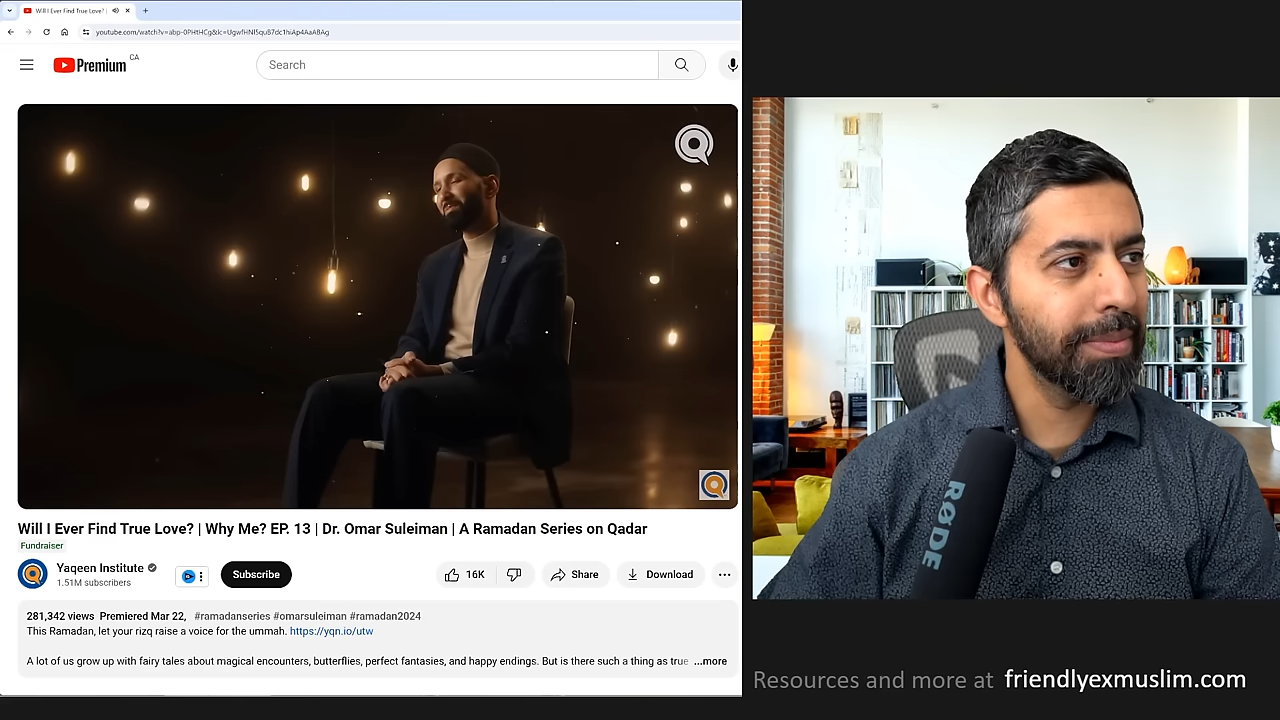 Will I Ever Find True Love? |
youtube.com/watch?v=abp-0PHtHCg&lc=UgwfHNl5quB7dc1hiAp4AaABAg
Premium CA
Search
Will I Ever Find True Love? | Why Me? EP. 13 | Dr. Omar Suleiman | A Ramadan Series on Qadar
Fundraiser
Yaqeen Institute
1.51M subscribers
Subscribe
16K
Share
Download
281,342 views Premiered Mar 22, #ramadanseries #omarsuleiman #ramadan2024
This Ramadan, let your rizq raise a voice for the ummah. https://yqn.io/utw
A lot of us grow up with fairy tales about magical encounters, butterflies, perfect fantasies, and happy endings. But is there such a thing as true ...more
RØDE
Resources and more at friendlyexmuslim.com